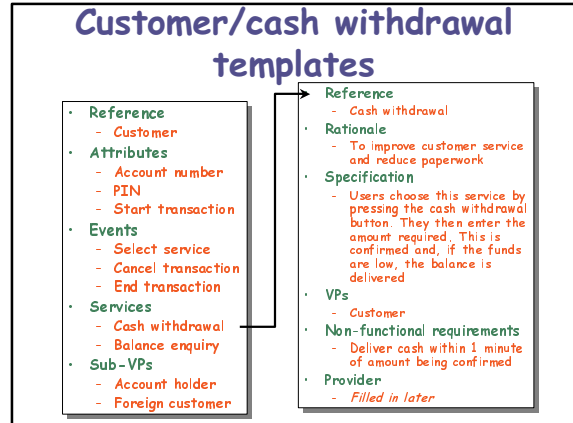 Customer/cash withdrawal
templates
• Reference
– Customer
• Attributes
– Account number
– PIN
– Start transaction
• Events
– Select service
– Cancel transaction
– End transaction
• Services
– Cash withdrawal
– Balance enquiry
• Sub-VPs
– Account holder
– Foreign customer
• Reference
– Cash withdrawal
• Rationale
– To improve customer service
and reduce paperwork
• Specification
– Users choose this service by
pressing the cash withdrawal
button. They then enter the
amount required. This is
confirmed and, if the funds
are low, the balance is
delivered
• VPs
– Customer
• Non-functional requirements
– Deliver cash within 1 minute
of amount being confirmed
• Provider
– Filled in later